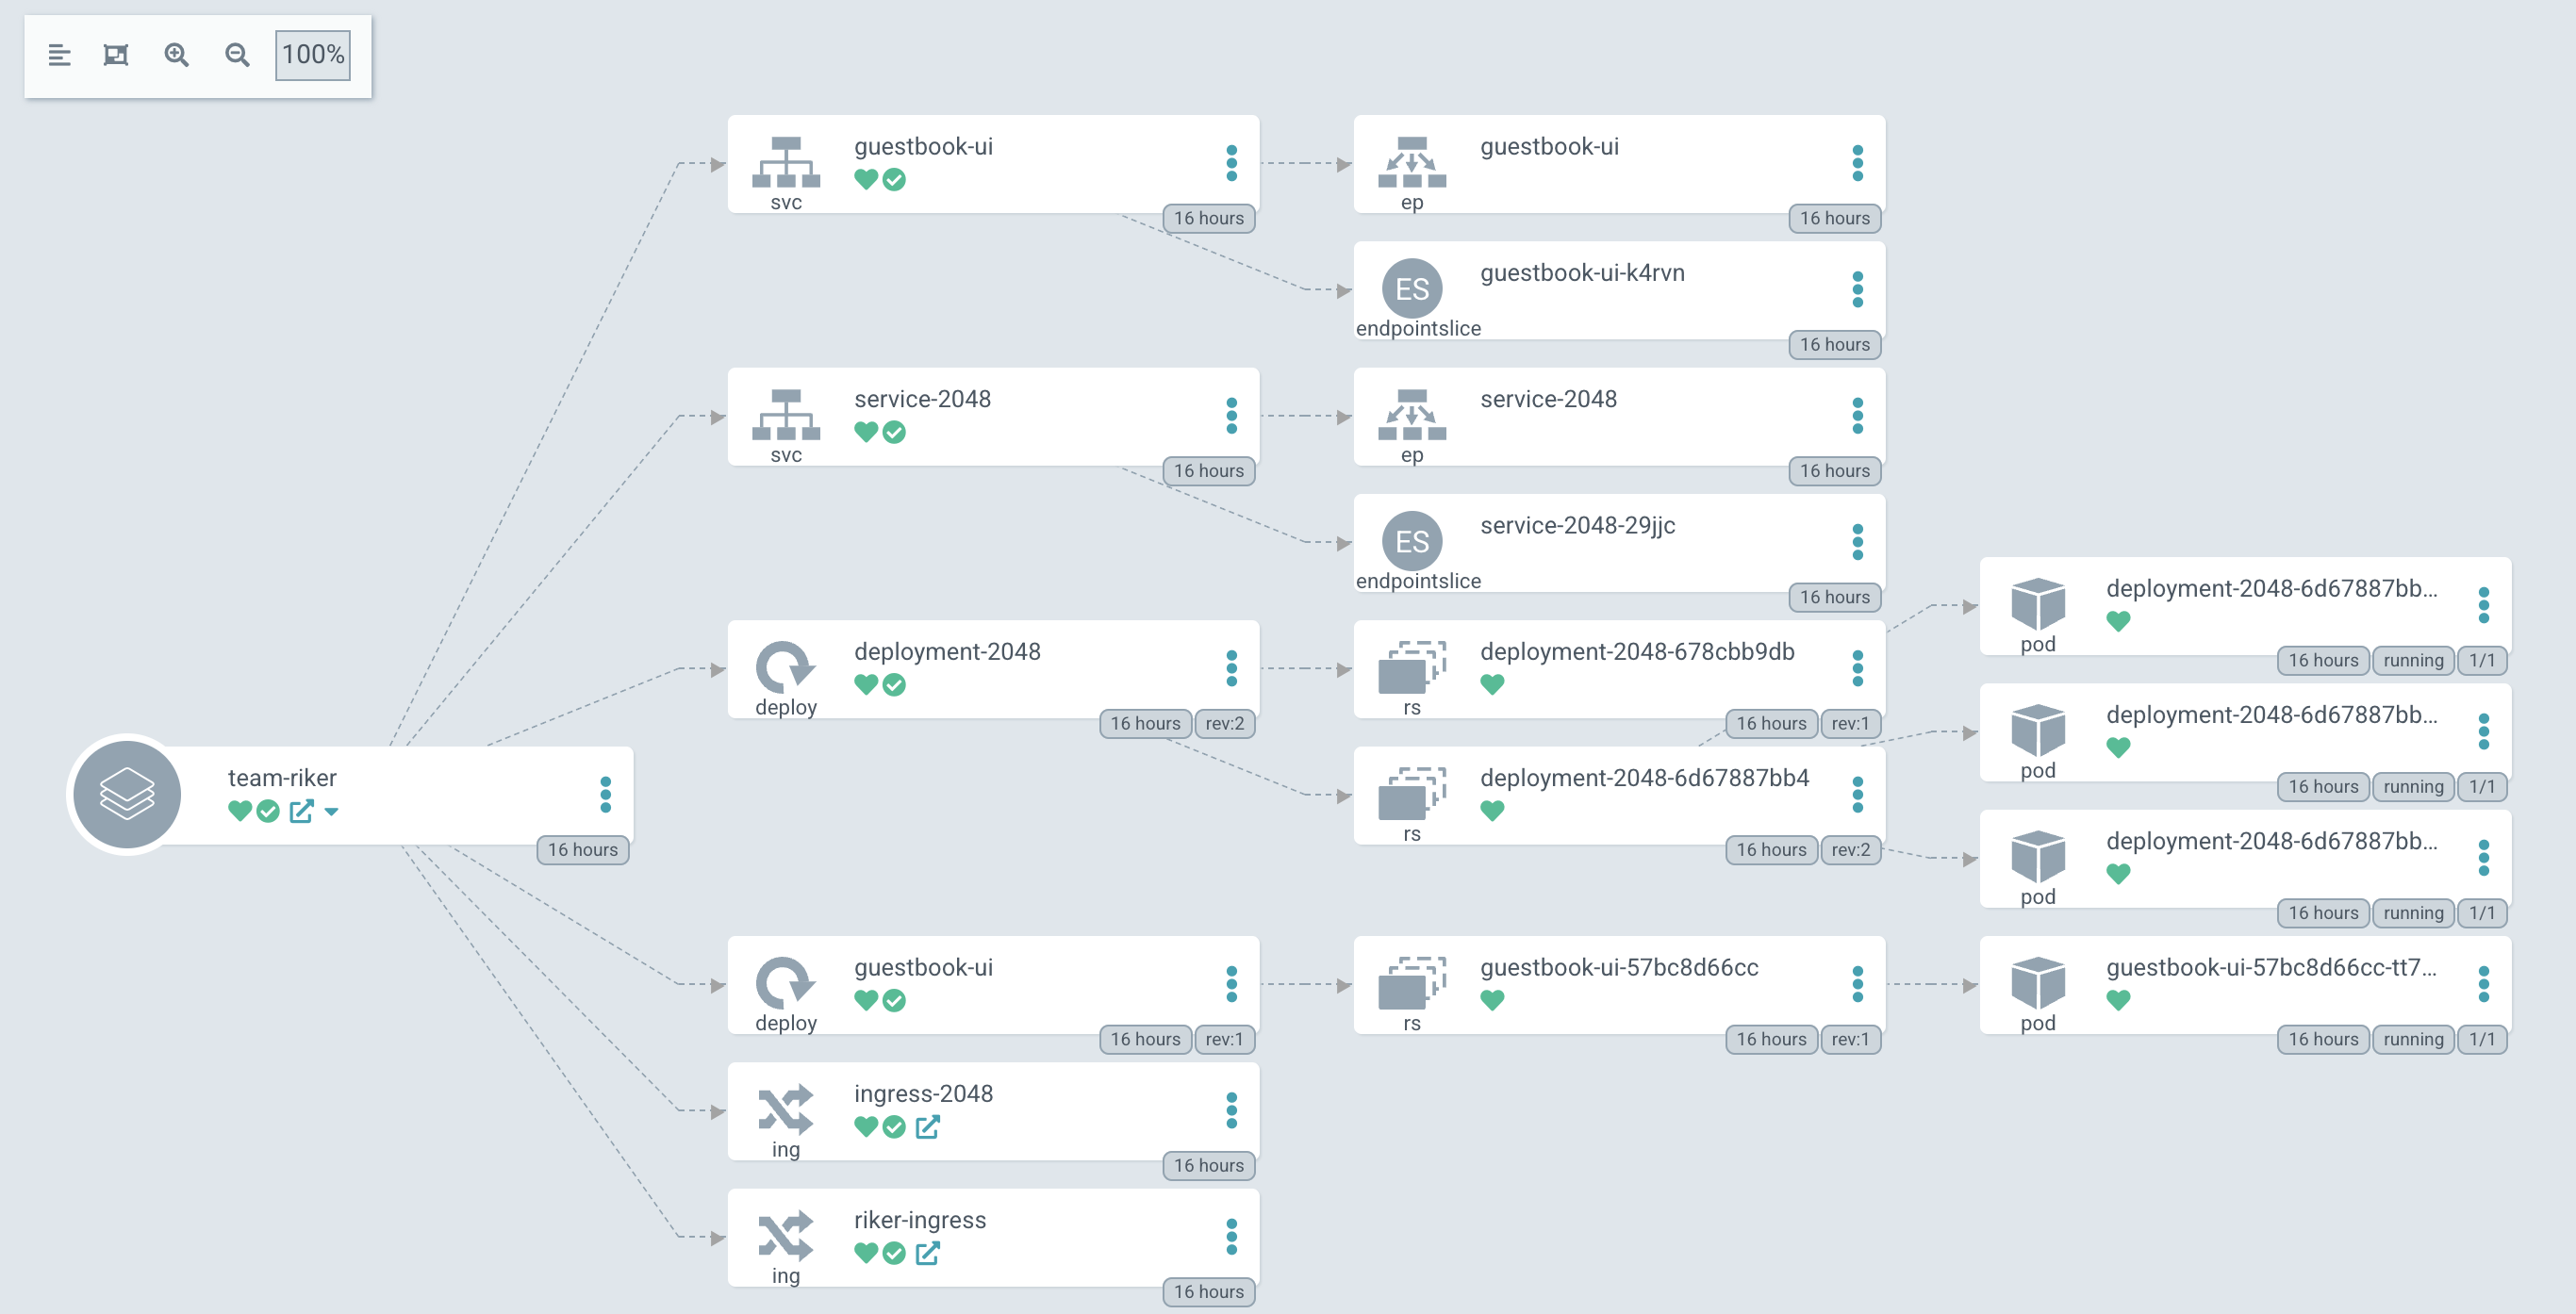 100%
guestbook-ui
svc
16 hours
guestbook-ui
ep
16 hours
ES
guestbook-ui-k4rvn
endpointslice
16 hours
service-2048
svc
16 hours
service-2048
ep
16 hours
ES
service-2048-29jjc
endpointslice
16 hours
deployment-2048
deploy
16 hours rev:2
deployment-2048-678cbb9db
rs
16 hours rev:1
deployment-2048-6d67887bb...
pod
16 hours running 1/1
deployment-2048-6d67887bb...
pod
16 hours running 1/1
team-riker
16 hours
deployment-2048-6d67887bb4
rs
16 hours rev:2
deployment-2048-6d67887bb...
pod
16 hours running 1/1
guestbook-ui
deploy
16 hours rev:1
guestbook-ui-57bc8d66cc
rs
16 hours rev:1
guestbook-ui-57bc8d66cc-tt7...
pod
16 hours running 1/1
ingress-2048
ing
16 hours
riker-ingress
ing
16 hours